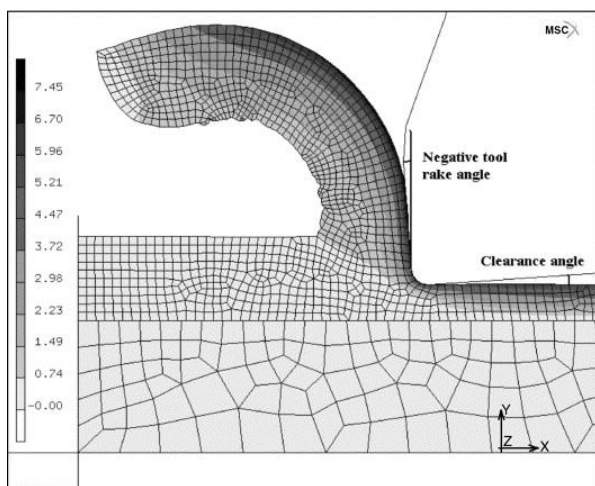 MSC
7.45
6.70
5.96
5.21
4.47
3.72
2.98
2.23
1.49
0.74
-0.00
Negative tool
rake angle
Clearance angle
Y
Z
X